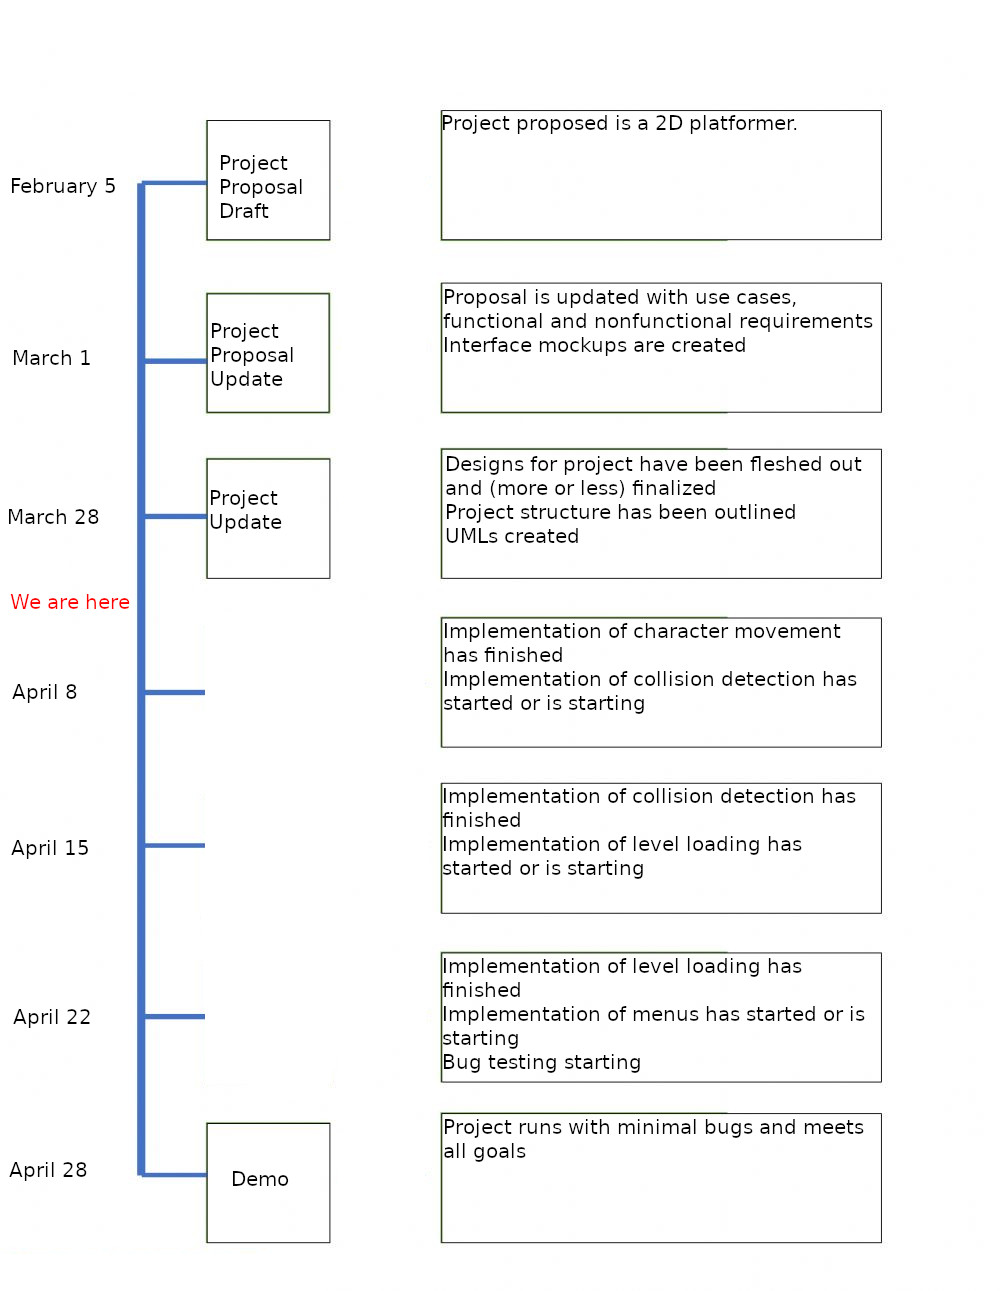 February 5
Project
Proposal
Draft
Project proposed is a 2D platformer.
March 1
Project
Proposal
Update
Proposal is updated with use cases,
functional and nonfunctional requirements
Interface mockups are created
March 28
Project
Update
Designs for project have been fleshed out
and (more or less) finalized
Project structure has been outlined
UMLs created
We are here
April 8
Implementation of character movement
has finished
Implementation of collision detection has
started or is starting
April 15
Implementation of collision detection has
finished
Implementation of level loading has
started or is starting
April 22
Implementation of level loading has
finished
Implementation of menus has started or is
starting
Bug testing starting
April 28
Demo
Project runs with minimal bugs and meets
all goals